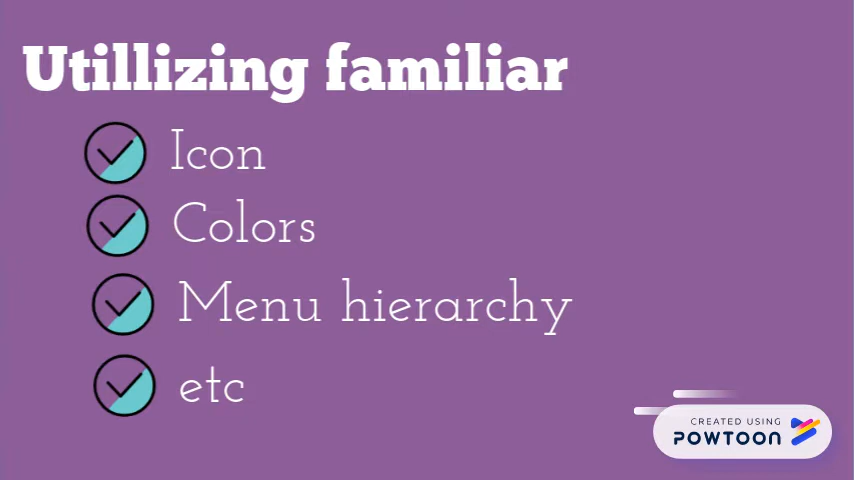 Utillizing familiar
Icon
Colors
Menu hierarchy
etc
CREATED USING
POWTOON